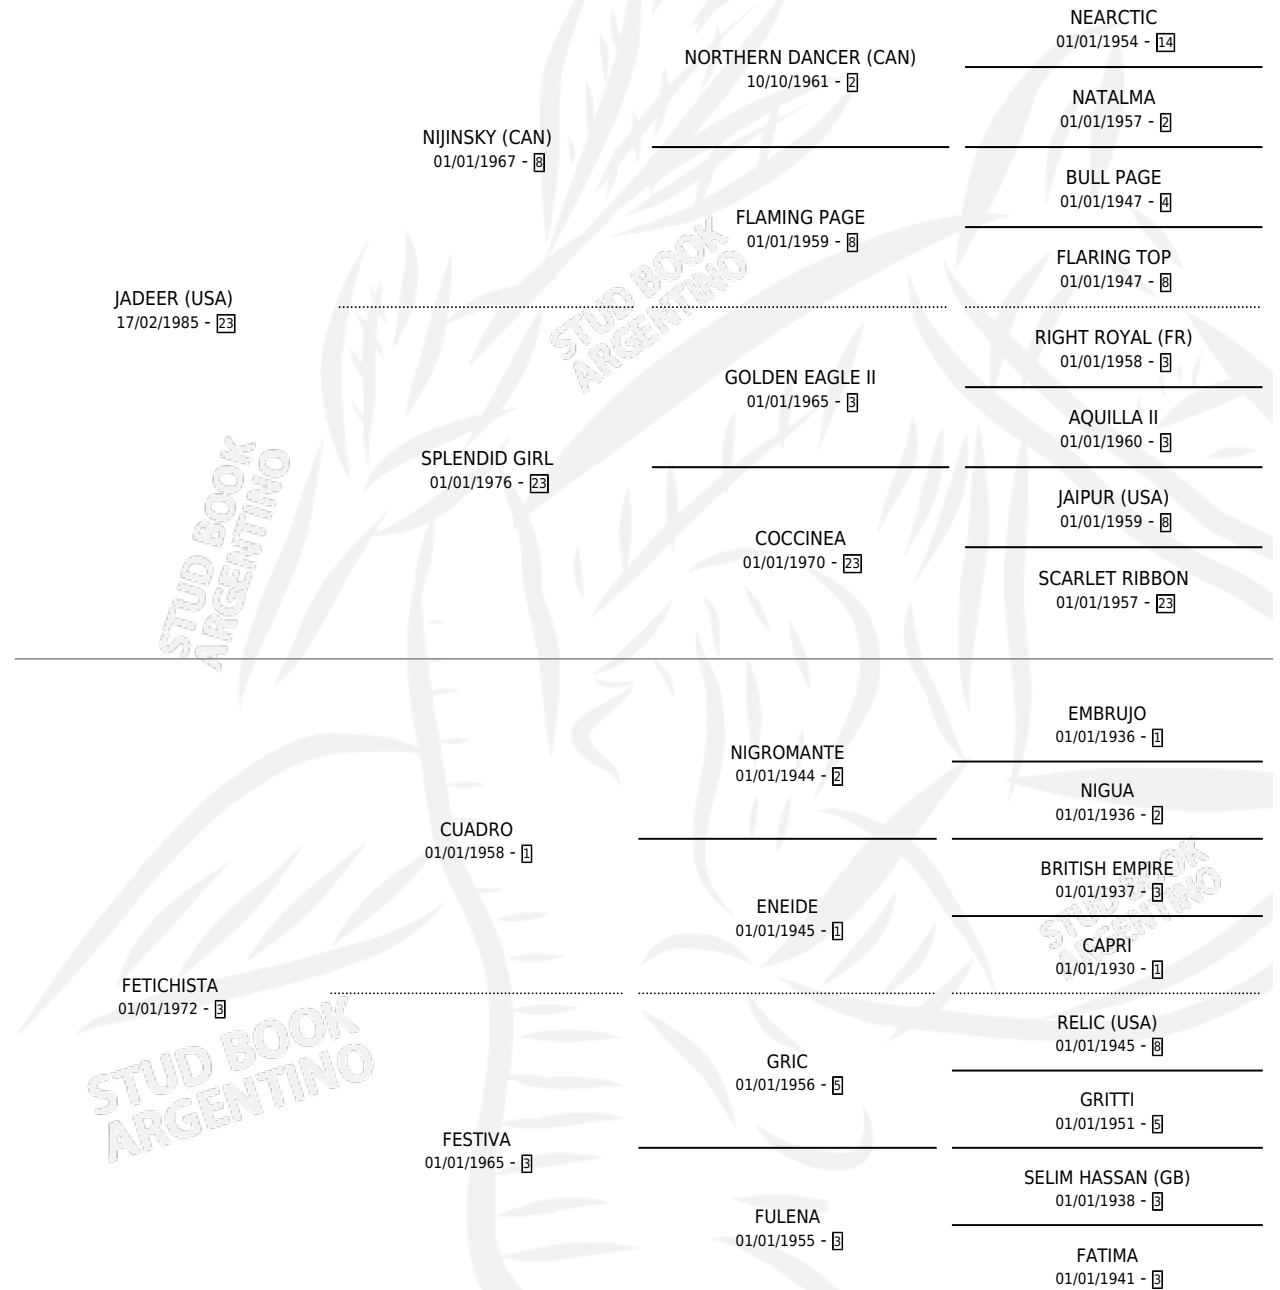 NEARCTIC
01/01/1954 - 14
NORTHERN DANCER (CAN)
10/10/1961 - 2
NATALMA
01/01/1957 - 2
NIJINSKY (CAN)
01/01/1967 - 8
BULL PAGE
01/01/1947 - 4
FLAMING PAGE
01/01/1959 - 8
FLARING TOP
01/01/1947 - 8
JADEER (USA)
17/02/1985 - 23
RIGHT ROYAL (FR)
01/01/1958 - 3
GOLDEN EAGLE II
01/01/1965 - 3
AQUILLA II
01/01/1960 - 3
SPLENDID GIRL
01/01/1976 - 23
JAIPUR (USA)
01/01/1959 - 8
COCCINEA
01/01/1970 - 23
SCARLET RIBBON
01/01/1957 - 23
STUD BOOK
ARGENTINO
STUD BOOK
ARGENTINO
EMBRUJO
01/01/1936 - 1
NIGROMANTE
01/01/1944 - 2
NIGUA
01/01/1936 - 2
CUADRO
01/01/1958 - 1
BRITISH EMPIRE
01/01/1937 - 3
ENEIDE
01/01/1945 - 1
CAPRI
01/01/1930 - 1
FETICHISTA
01/01/1972 - 3
RELIC (USA)
01/01/1945 - 8
GRIC
01/01/1956 - 5
GRITTI
01/01/1951 - 5
FESTIVA
01/01/1965 - 3
SELIM HASSAN (GB)
01/01/1938 - 3
FULENA
01/01/1955 - 3
FATIMA
01/01/1941 - 3
STUD BOOK
ARGENTINO
STUD BOOK
ARGENTINO